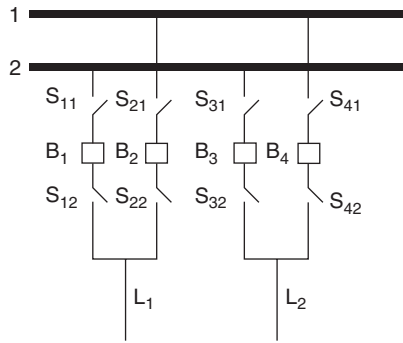 1
2
S11 S21 S31 S41
B1 B2 B3 B4
S12 S22 S32 S42
L1 L2